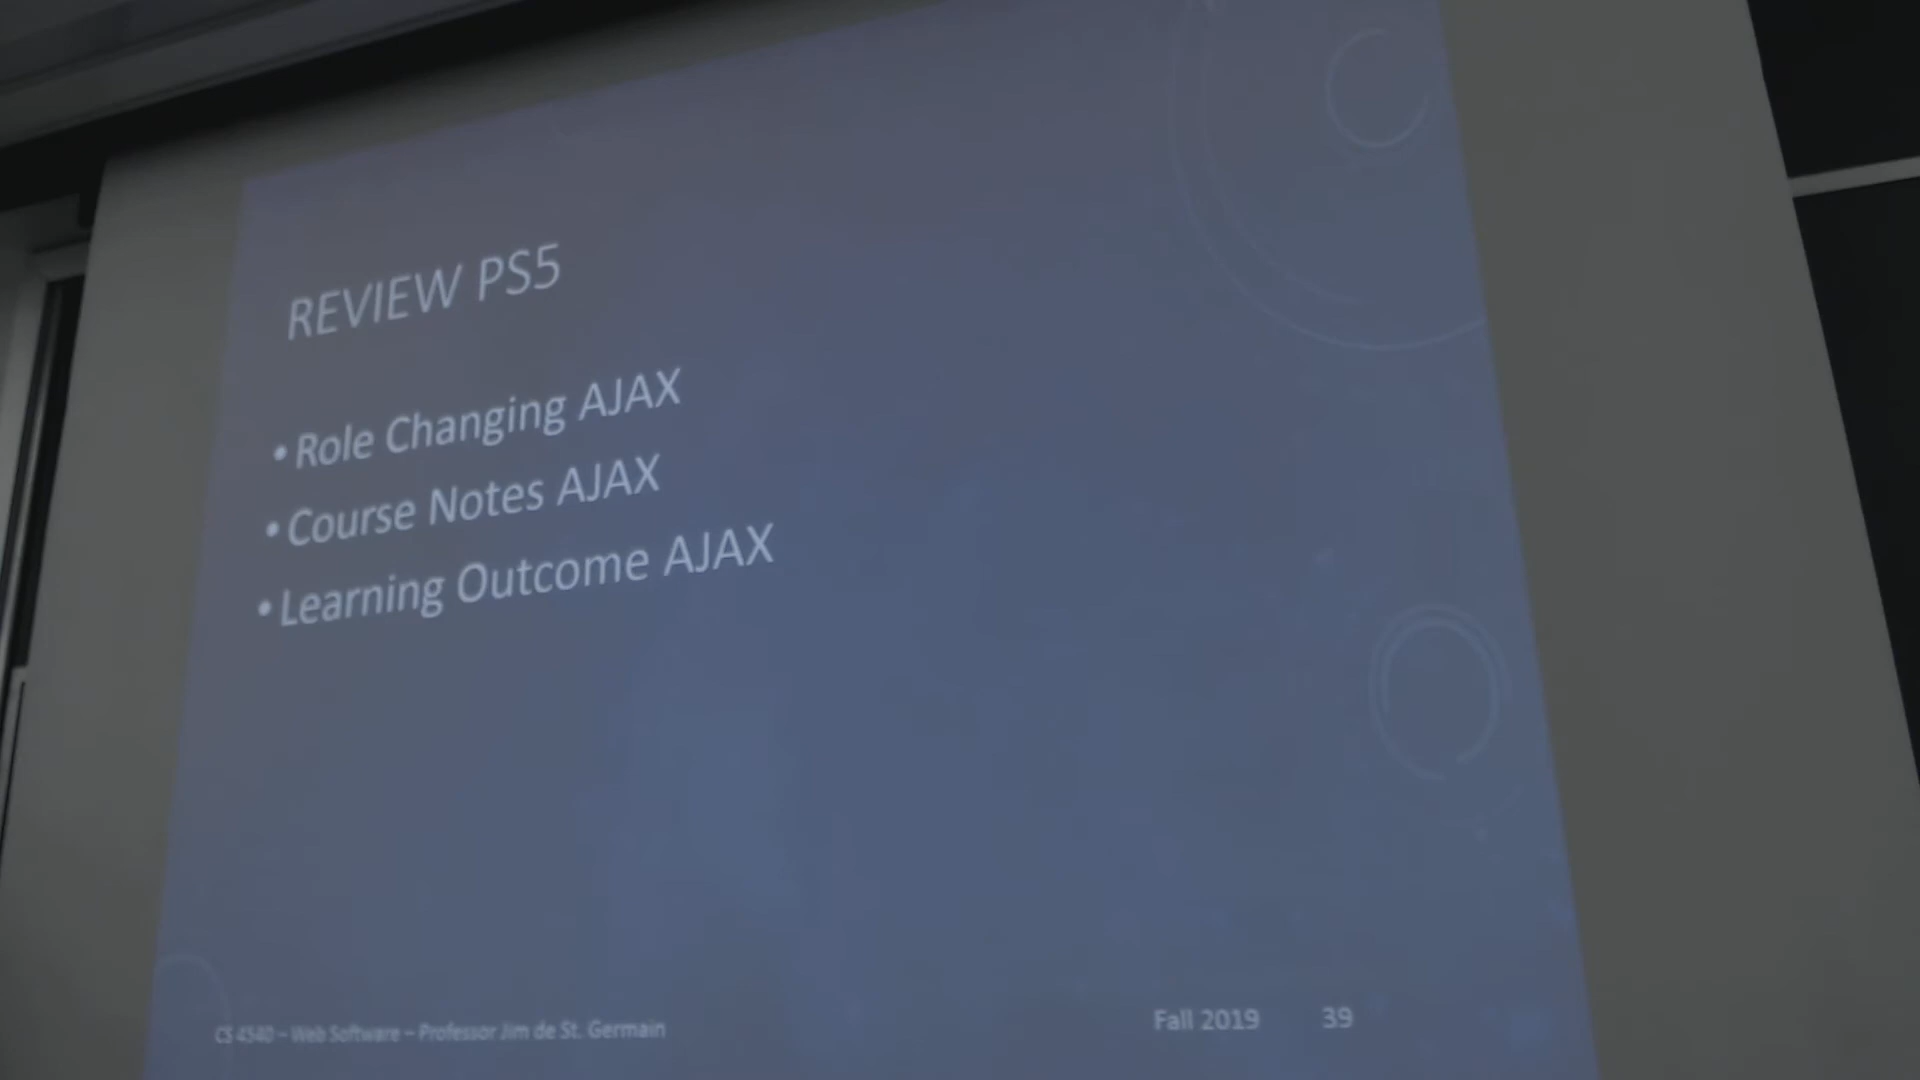 REVIEW PS5
• Role Changing AJAX
• Course Notes AJAX
• Learning Outcome AJAX
CS 4540 – Web Software – Professor Jim de St. Germain
Fall 2019
39